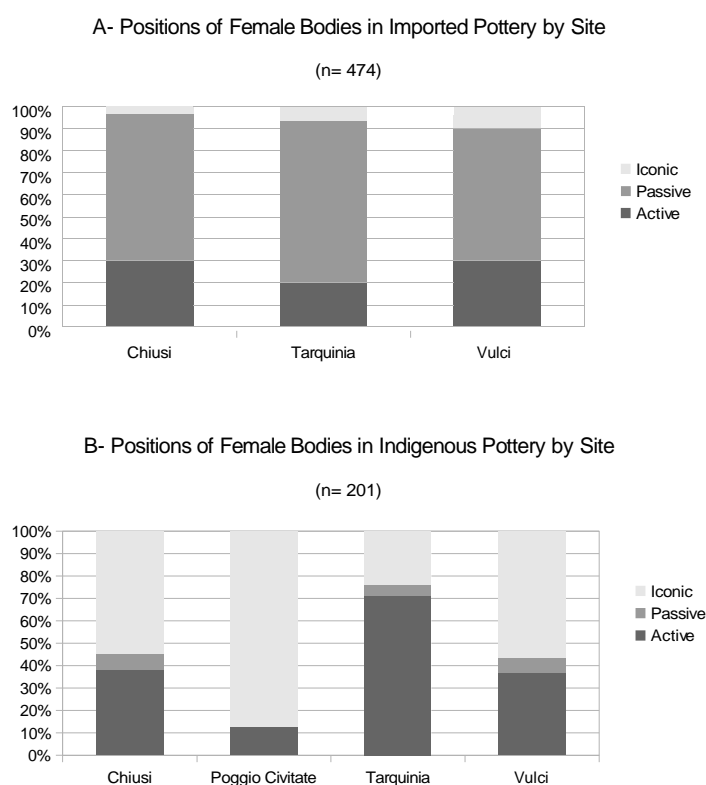 A- Positions of Female Bodies in Imported Pottery by Site
(n= 474)
100%
90%
80%
70%
60%
50%
40%
30%
20%
10%
0%
Iconic
Passive
Active
Chiusi Tarquinia Vulci
B- Positions of Female Bodies in Indigenous Pottery by Site
(n= 201)
100%
90%
80%
70%
60%
50%
40%
30%
20%
10%
0%
Iconic
Passive
Active
Chiusi Poggio Civitate Tarquinia Vulci